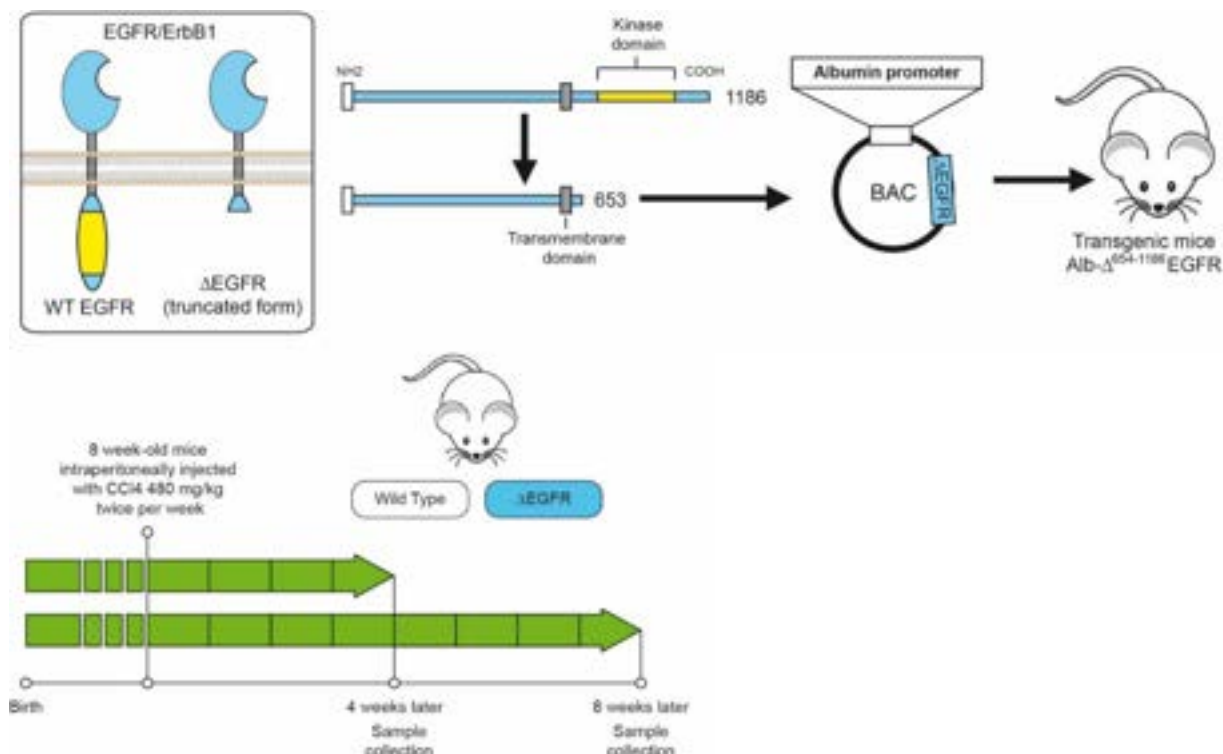 EGFR/ErbB1
WT EGFR
ΔEGFR
(truncated form)
Kinase
domain
NH2
COOH
1186
653
Transmembrane
domain
Albumin promoter
BAC
ΔEGFR
Transgenic mice
Alb-Δ654-1186EGFR
8 week-old mice
intraperitoneally injected
with CCl4 480 mg/kg
twice per week
Wild Type
ΔEGFR
Birth
4 weeks later
Sample
collection
8 weeks later
Sample
collection